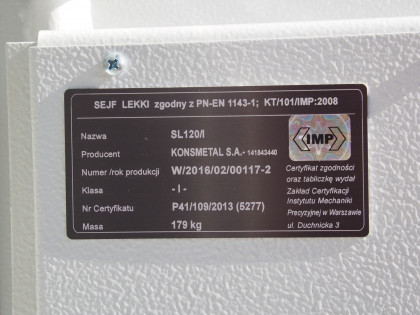 SEJF LEKKI zgodny z PN-EN 1143-1; KT/101/IMP:2008
Nazwa SL120/I
Producent KONSMETAL S.A.- 141843440
Numer /rok produkcji W/2016/02/00117-2
Klasa - I -
Nr Certyfikatu P41/109/2013 (5277)
Masa 179 kg
IMP
Certyfikat zgodności
oraz tabliczkę wydał
Zakład Certyfikacji
Instytutu Mechaniki
Precyzyjnej w Warszawie
ul. Duchnicka 3